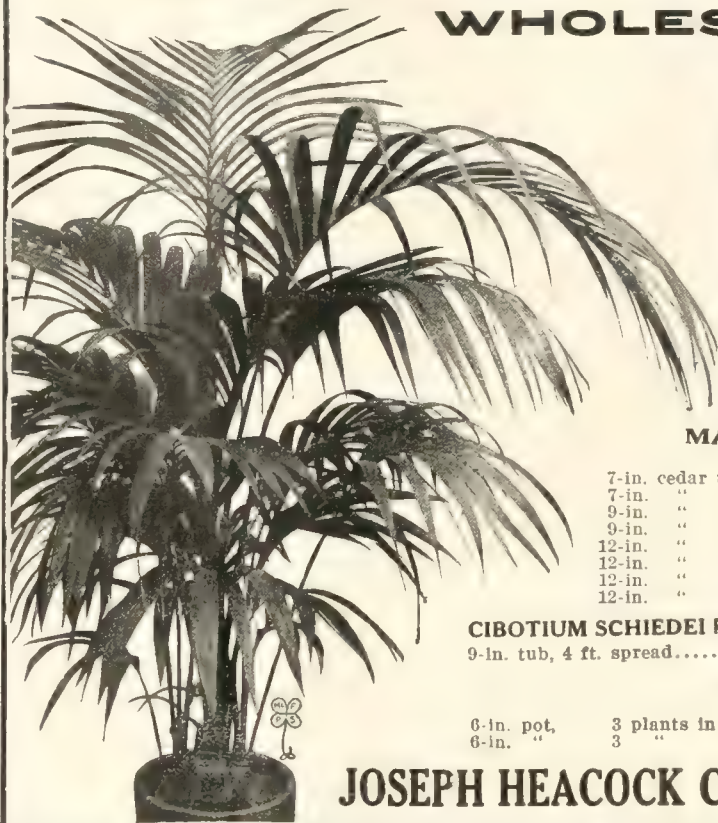 WHOLES
MA
7-in. cedar
7-in. "
9-in. "
9-in. "
12-in. "
12-in. "
12-in. "
12-in. "
CIBOTIUM SCHIEDEI
9-in. tub, 4 ft. spread.....
6-in. pot, 3 plants in
6-in. " 3 "
JOSEPH HEACOCK C